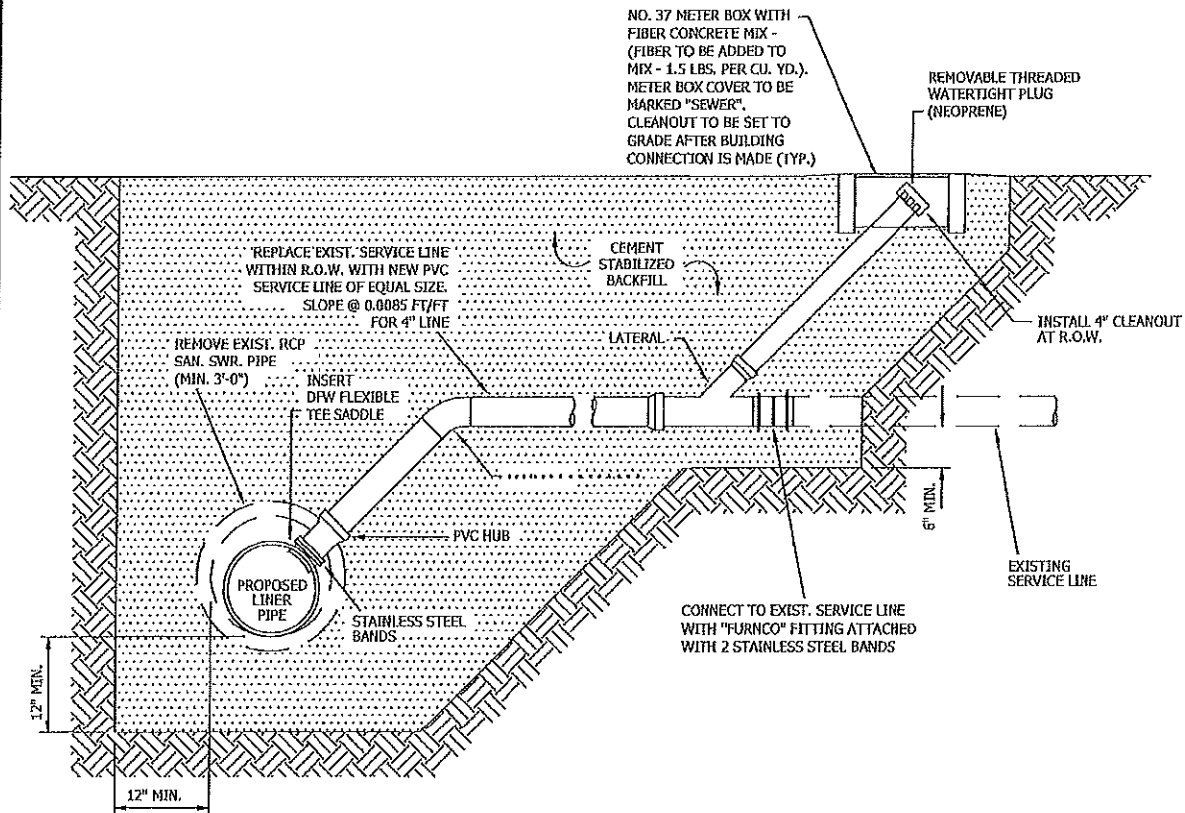 NO. 37 METER BOX WITH
FIBER CONCRETE MIX -
(FIBER TO BE ADDED TO
MIX - 1.5 LBS. PER CU. YD.).
METER BOX COVER TO BE
MARKED "SEWER".
CLEANOUT TO BE SET TO
GRADE AFTER BUILDING
CONNECTION IS MADE (TYP.)
REMOVABLE THREADED
WATERTIGHT PLUG
(NEOPRENE)
REPLACE EXIST. SERVICE LINE
WITHIN R.O.W. WITH NEW PVC
SERVICE LINE OF EQUAL SIZE.
SLOPE @ 0.0085 FT/FT
FOR 4" LINE
CEMENT
STABILIZED
BACKFILL
INSTALL 4" CLEANOUT
AT R.O.W.
LATERAL
REMOVE EXIST. RCP
SAN. SWR. PIPE
(MIN. 3'-0")
INSERT
DFW FLEXIBLE
TEE SADDLE
6" MIN.
PVC HUB
EXISTING
SERVICE LINE
PROPOSED
LINER
PIPE
STAINLESS STEEL
BANDS
CONNECT TO EXIST. SERVICE LINE
WITH "FURNCO" FITTING ATTACHED
WITH 2 STAINLESS STEEL BANDS
12" MIN.
12" MIN.